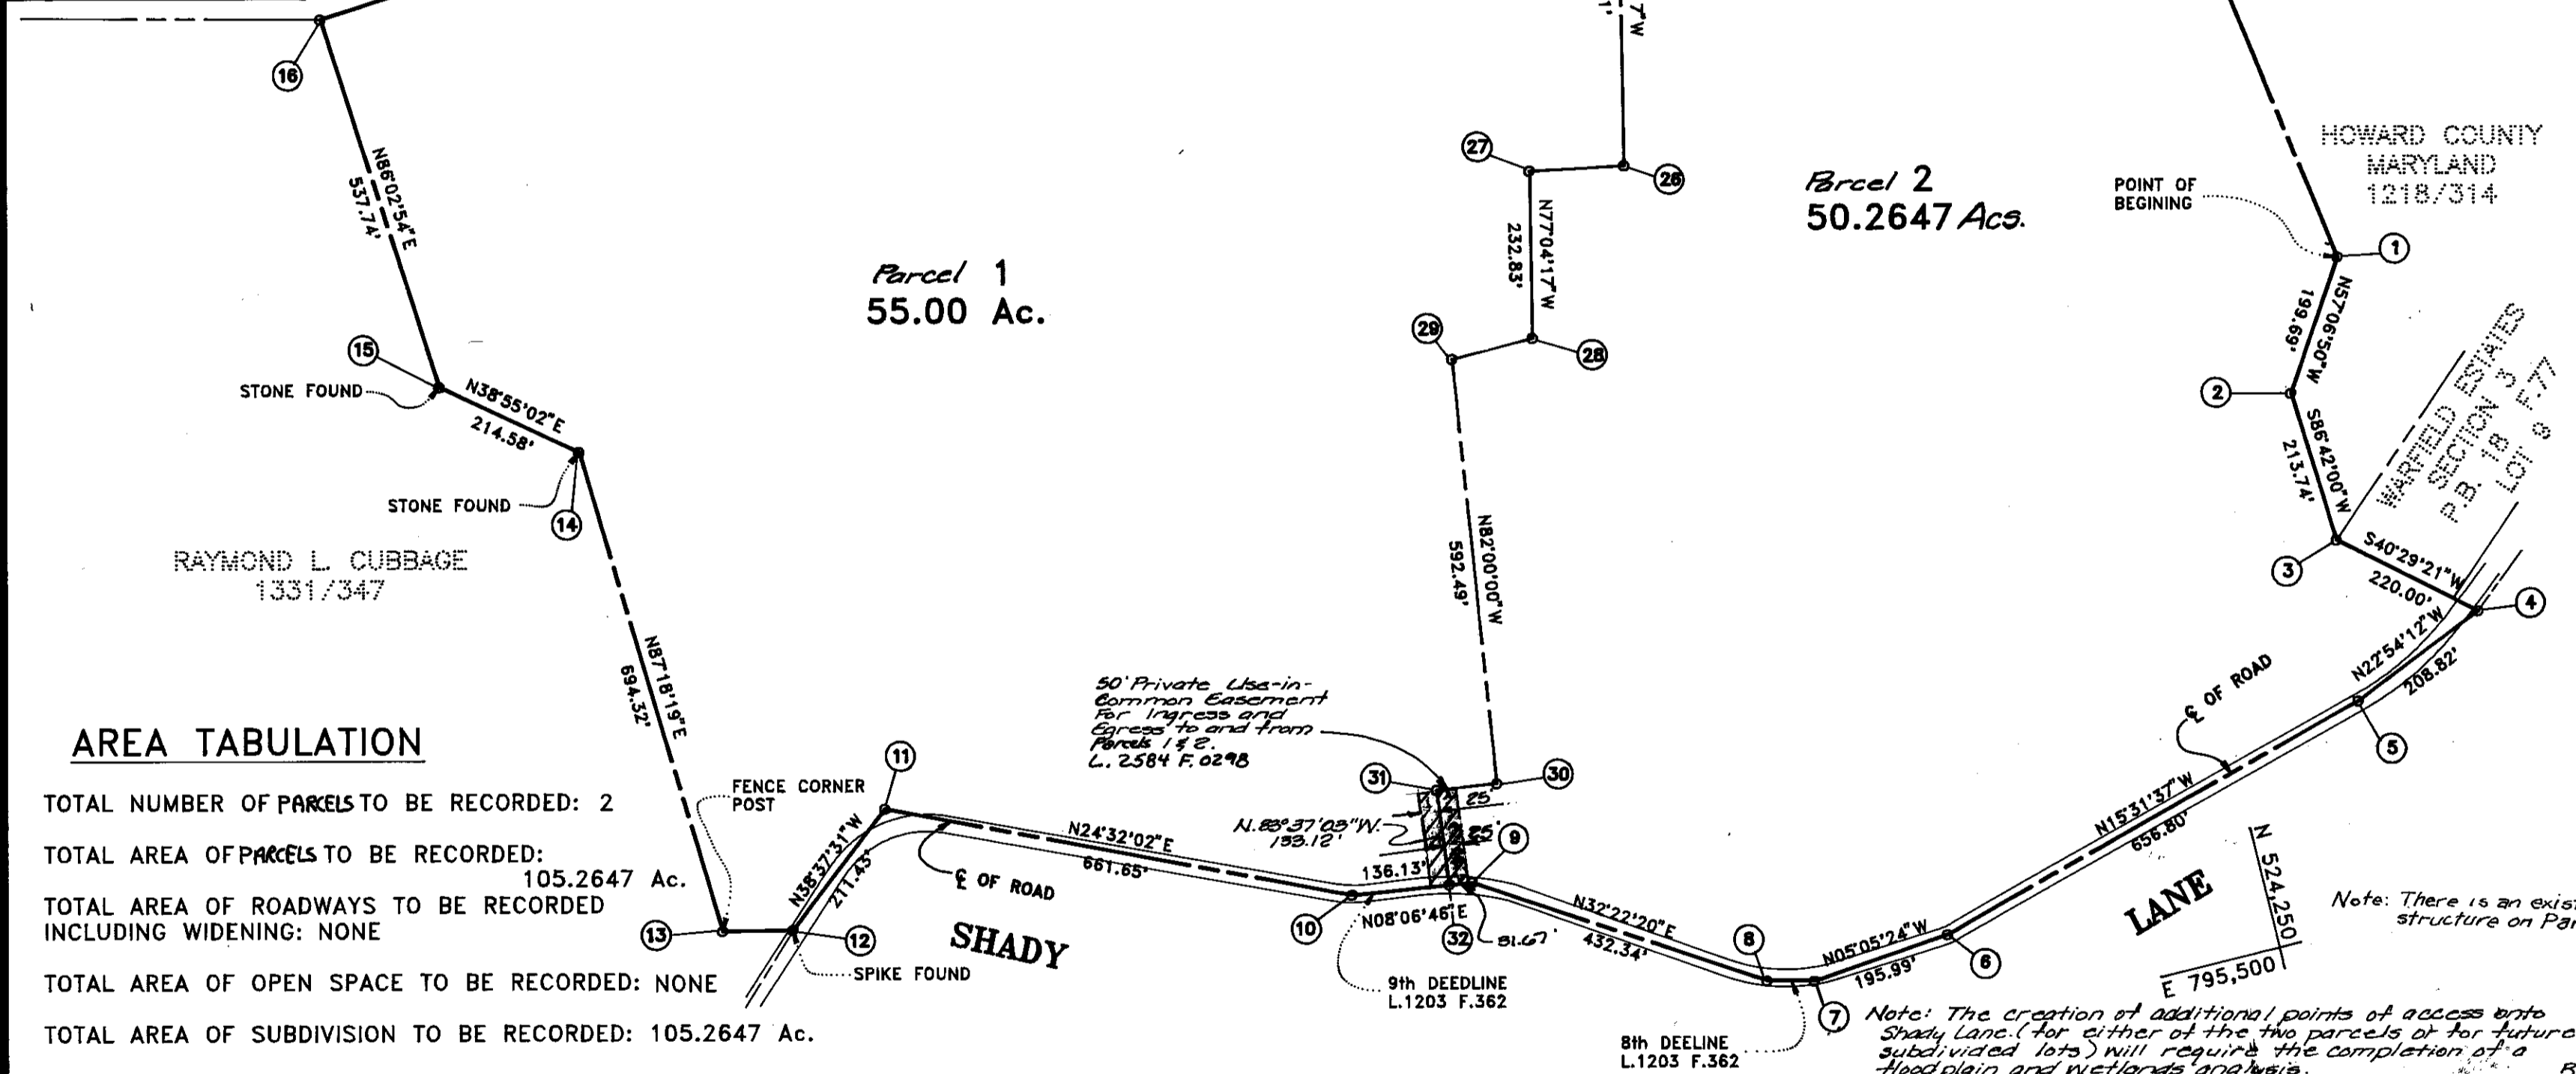 16
N86°02'54"E
537.74'
15
STONE FOUND
N38°55'02"E
214.58'
STONE FOUND
14
RAYMOND L. CUBBAGE
1331/347
N87°18'19"E
694.32'
Parcel 1
55.00 Ac.
7"W
1'
27
26
N77°04'17"W
232.83'
29
28
N82°00'00"W
592.49'
Parcel 2
50.2647 Acs.
HOWARD COUNTY
MARYLAND
1218/314
POINT OF
BEGINING
1
N57°06'50"W
199.69'
2
S86°42'00"W
213.74'
WARFIELD ESTATES
SECTION 3
P.B. 18 F.77
LOT 9
3
S40°29'21"W
220.00'
4
N22°54'12"W
208.82'
5
℄ OF ROAD
N15°31'37"W
656.80'
LANE
N 524,250
E 795,500
Note: There is an exis
structure on Par
50' Private Use-in-
Common Easement
For Ingress and
Egress to and from
Parcels 1 & 2.
L. 2584 F. 0298
31
30
25'
25'
N.83°37'03"W.
133.12'
9
136.13'
N08°06'46"E
10
32
31.67'
9th DEEDLINE
L.1203 F.362
N32°22'20"E
432.34'
8
N05°05'24"W
195.99'
6
7
8th DEELINE
L.1203 F.362
Note: The creation of additional points of access onto
Shady Lane (for either of the two parcels or for future
subdivided lots) will require the completion of a
floodplain and wetlands analysis.
11
FENCE CORNER
POST
N38°37'31"W
211.43'
N24°32'02"E
661.65'
℄ OF ROAD
SHADY
13
12
SPIKE FOUND
AREA TABULATION
TOTAL NUMBER OF PARCELS TO BE RECORDED: 2
TOTAL AREA OF PARCELS TO BE RECORDED:
105.2647 Ac.
TOTAL AREA OF ROADWAYS TO BE RECORDED
INCLUDING WIDENING: NONE
TOTAL AREA OF OPEN SPACE TO BE RECORDED: NONE
TOTAL AREA OF SUBDIVISION TO BE RECORDED: 105.2647 Ac.